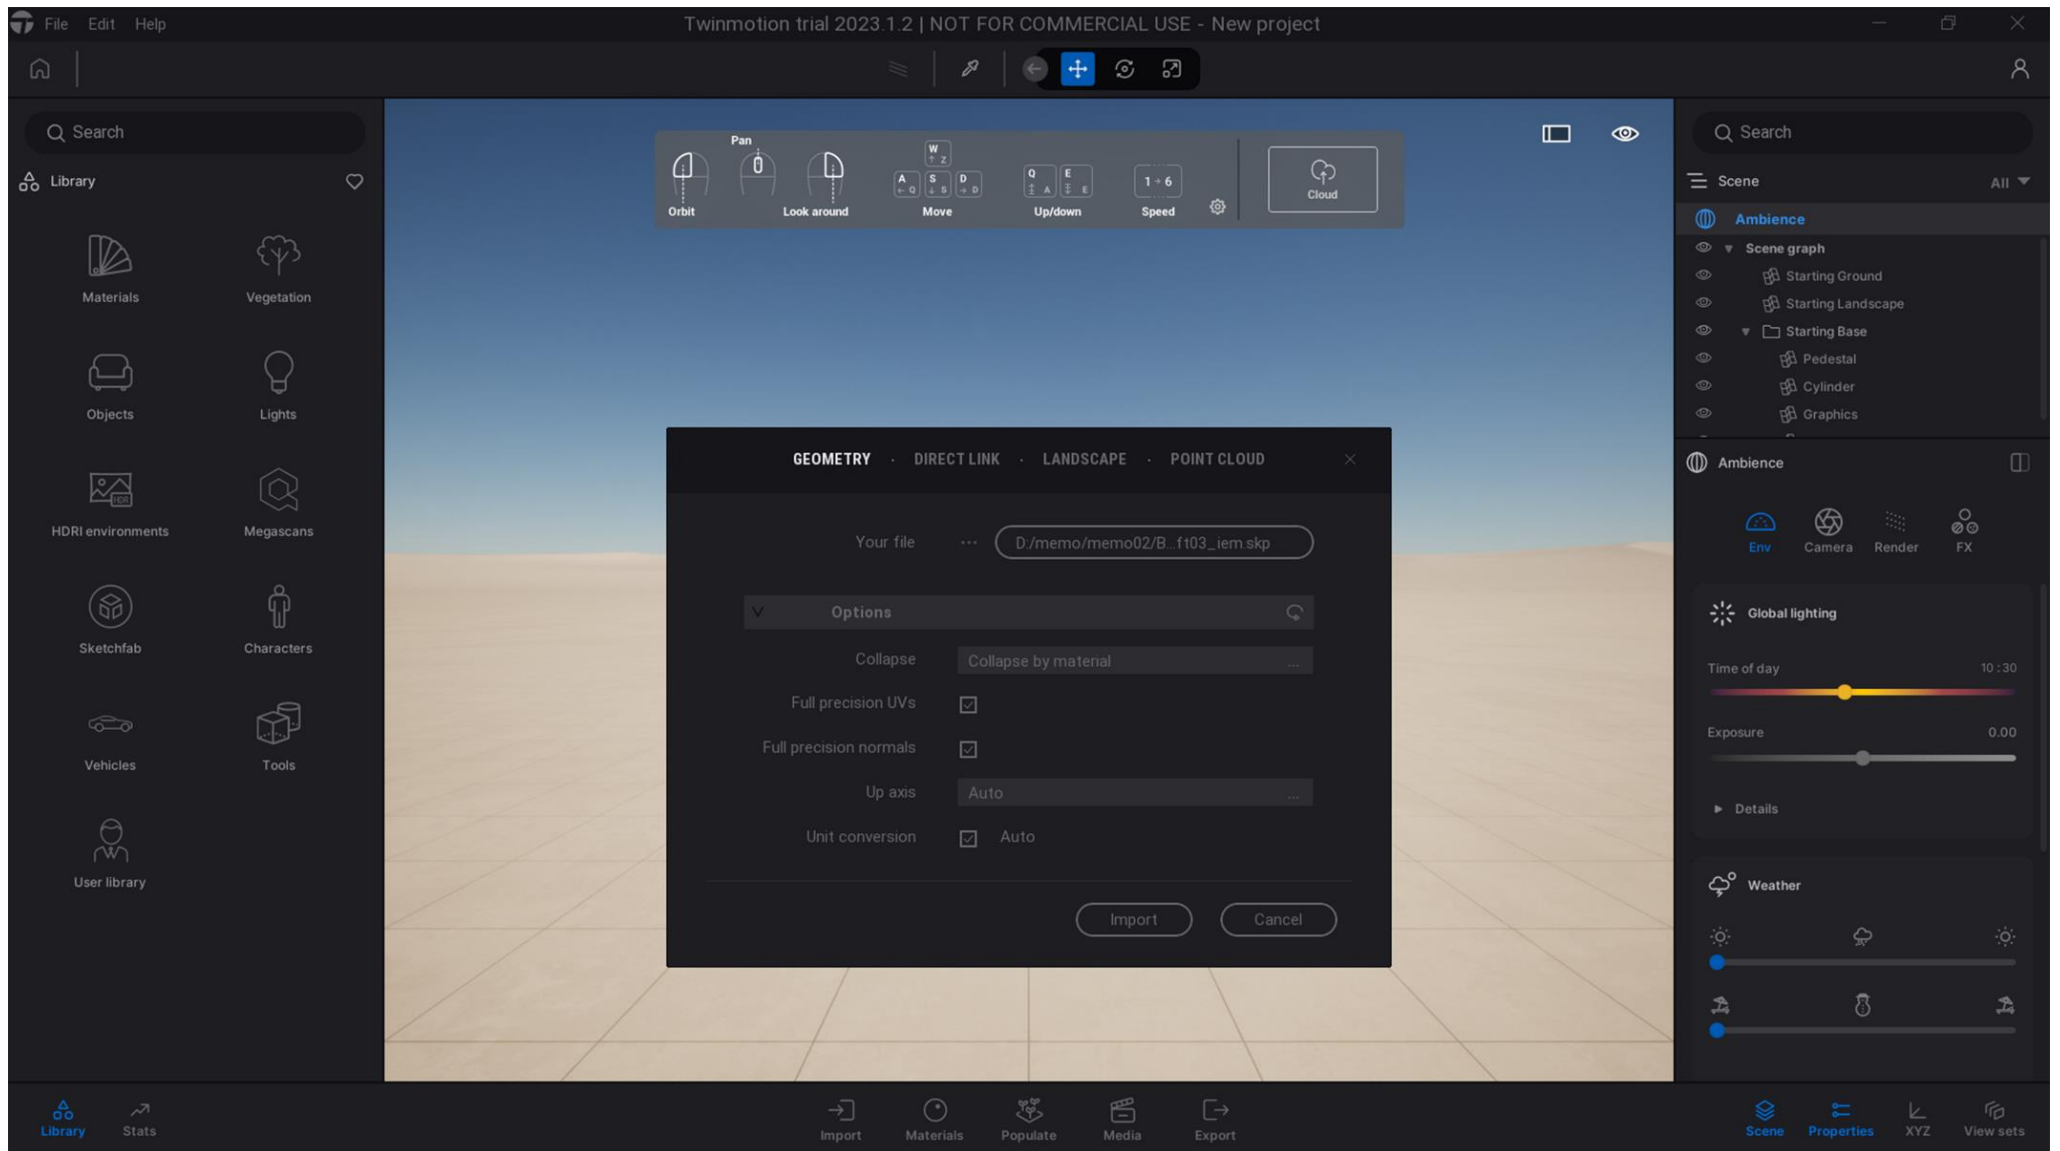 File Edit Help
Twinmotion trial 2023.1.2 | NOT FOR COMMERCIAL USE - New project
Search
Library
Materials
Vegetation
Objects
Lights
HDR
HDRI environments
Megascans
Sketchfab
Characters
Vehicles
Tools
User library
Pan
Orbit
Look around
W
↑ Z
A
← Q
S
↓ S
D
→ D
Move
Q
A
E
E
Up/down
1 → 6
Speed
Cloud
GEOMETRY · DIRECT LINK · LANDSCAPE · POINT CLOUD
Your file ... D:/memo/memo02/B...ft03_iem.skp
Options
Collapse Collapse by material ...
Full precision UVs
Full precision normals
Up axis Auto ...
Unit conversion Auto
Import Cancel
Search
Scene All
Ambience
Scene graph
Starting Ground
Starting Landscape
Starting Base
Pedestal
Cylinder
Graphics
Ambience
Env Camera Render FX
Global lighting
Time of day 10 : 30
Exposure 0.00
Details
Weather
Library Stats
Import Materials Populate Media Export
Scene Properties XYZ View sets